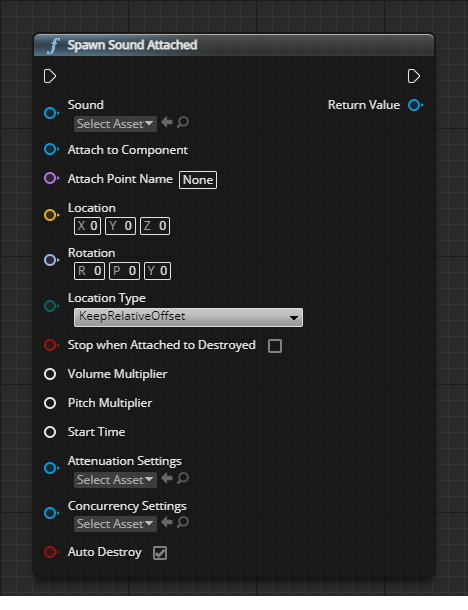 f Spawn Sound Attached
Sound Return Value
Select Asset
Attach to Component
Attach Point Name None
Location
X 0 Y 0 Z 0
Rotation
R 0 P 0 Y 0
Location Type
KeepRelativeOffset
Stop when Attached to Destroyed
Volume Multiplier
Pitch Multiplier
Start Time
Attenuation Settings
Select Asset
Concurrency Settings
Select Asset
Auto Destroy